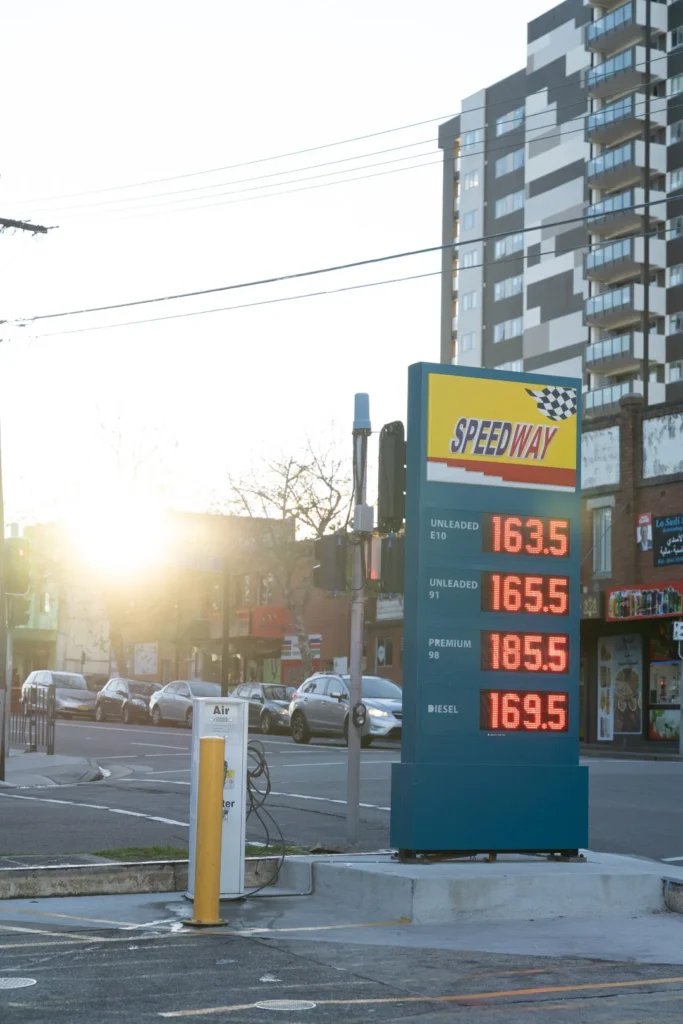 SPEEDWAY
UNLEADED
E10
163.5
UNLEADED
91
165.5
PREMIUM
98
185.5
DIESEL
169.5
Air